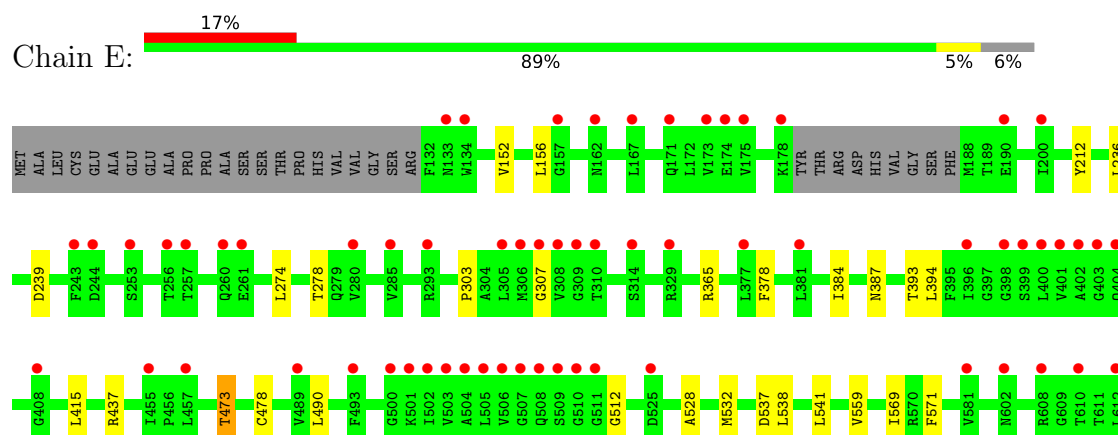 17%
Chain E:
89% 5% 6%
MET ALA LEU CYS GLU ALA GLU GLU ALA PRO PRO ALA SER SER THR PRO HIS VAL VAL GLY SER ARG F132 N133 W134 V152 L156 G157 N162 L167 Q171 L172 V173 E174 V175 K178 TYR THR ARG ASP HIS VAL GLY SER PHE M188 T189 E190 I200 Y212 L236
D239 F243 D244 S253 T256 T257 Q260 E261 L274 T278 Q279 V280 V285 R293 P303 A304 L305 M306 G307 V308 G309 T310 S314 R329 R365 L377 F378 L381 I384 N387 T393 L394 F395 I396 G397 G398 S399 L400 V401 A402 G403
G408 L415 R437 I455 P456 L457 T473 C478 V489 L490 F493 G500 K501 I502 V503 A504 L505 V506 G507 Q508 S509 G510 G511 G512 D525 A528 M532 D537 L538 L541 V559 I569 R570 F571 V581 N602 R608 G609 T610 T611